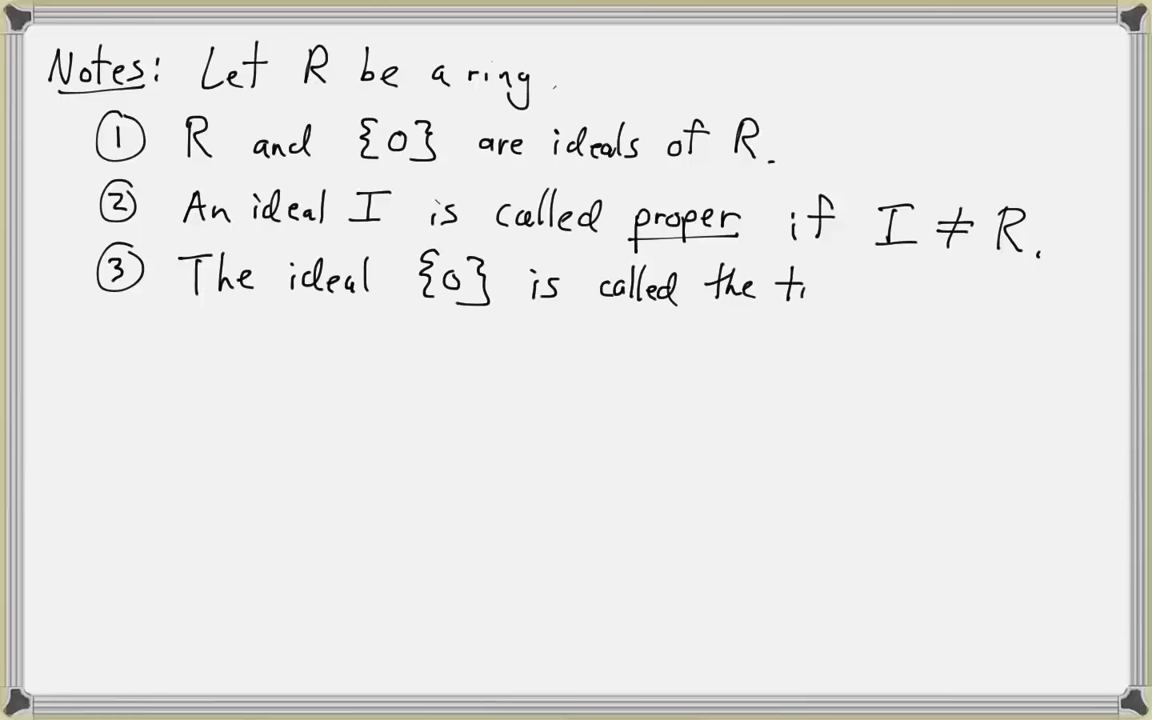 Notes: Let R be a ring.
① R and {0} are ideals of R.
② An ideal I is called proper if I ≠ R.
③ The ideal {0} is called the